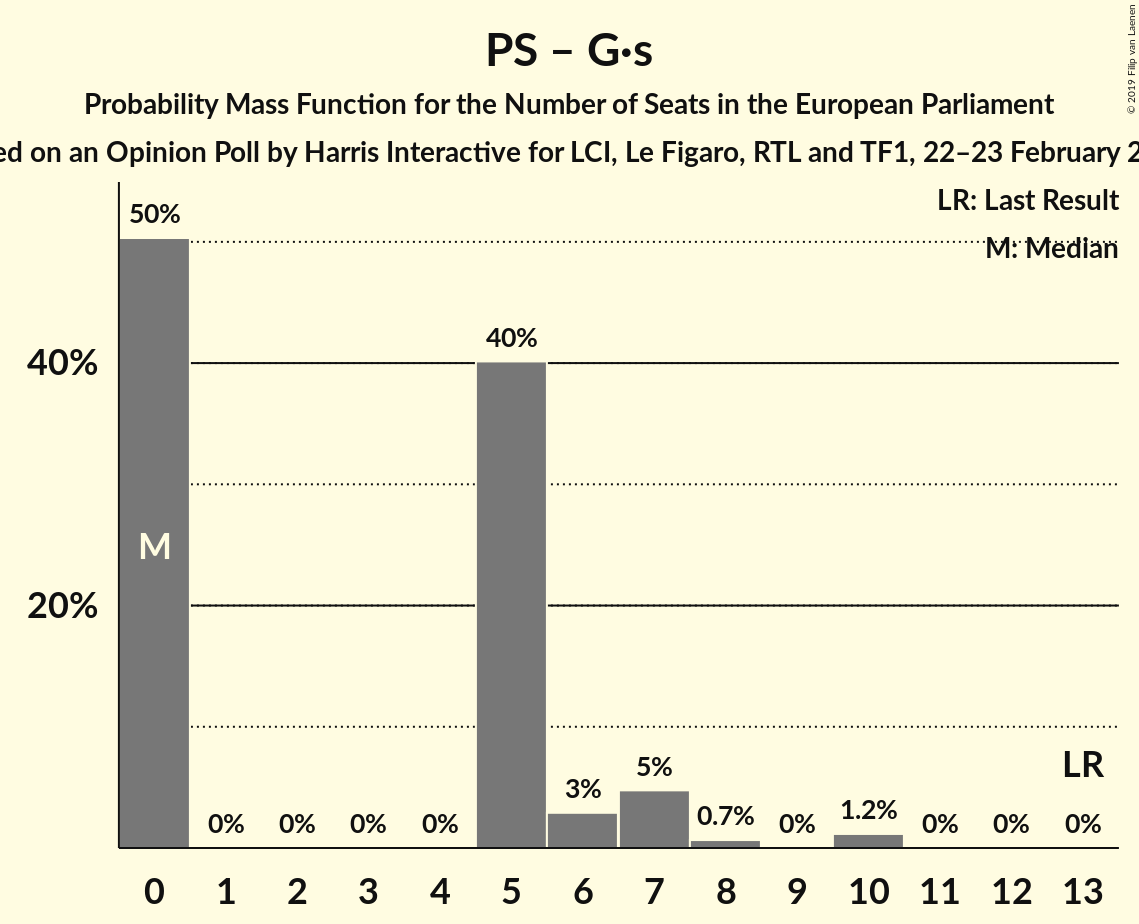 PS – G·s
Probability Mass Function for the Number of Seats in the European Parliament
ed on an Opinion Poll by Harris Interactive for LCI, Le Figaro, RTL and TF1, 22–23 February 2
© 2019 Filip van Laenen
LR: Last Result
M: Median
50%
40%
40%
20%
M
LR
0% 0% 0% 0% 3% 5% 0.7% 0% 1.2% 0% 0% 0%
0 1 2 3 4 5 6 7 8 9 10 11 12 13